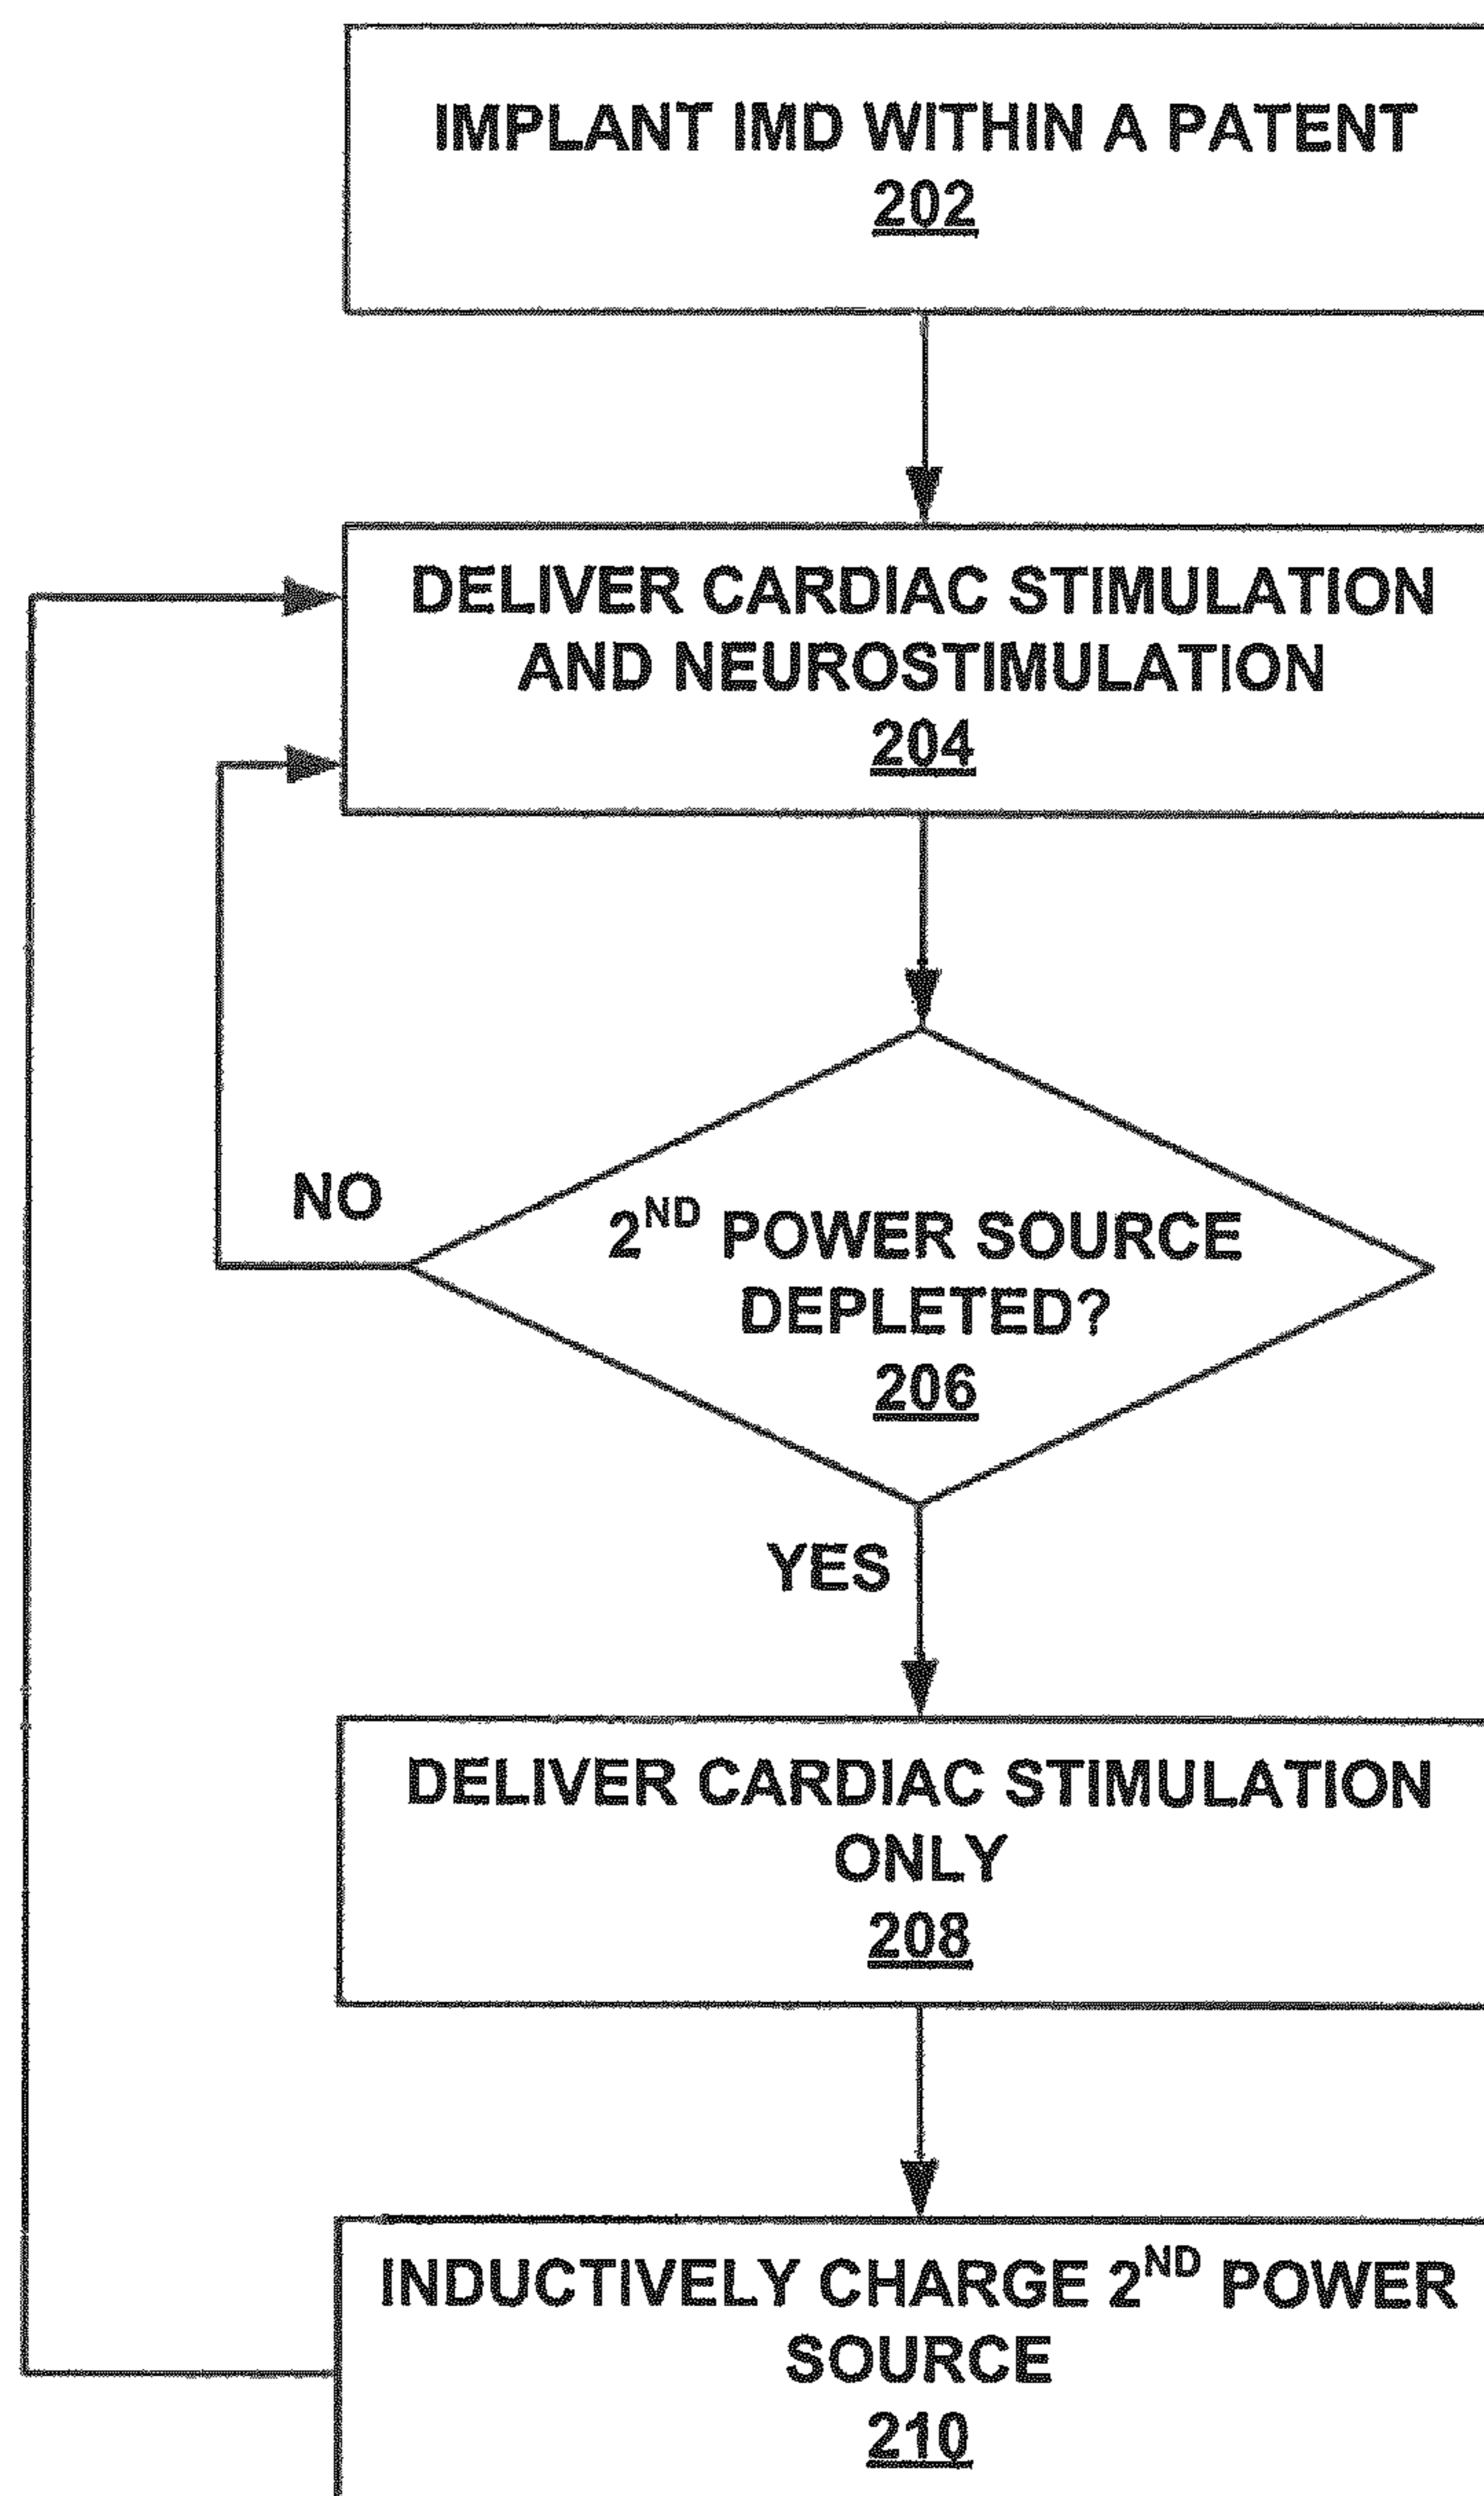 IMPLANT IMD WITHIN A PATENT
202
DELIVER CARDIAC STIMULATION
AND NEUROSTIMULATION
204
NO
2ND POWER SOURCE
DEPLETED?
206
YES
DELIVER CARDIAC STIMULATION
ONLY
208
INDUCTIVELY CHARGE 2ND POWER
SOURCE
210